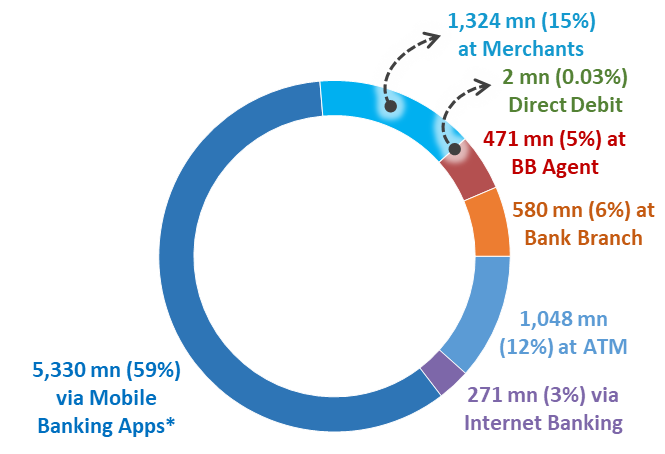 1,324 mn (15%)
at Merchants
2 mn (0.03%)
Direct Debit
471 mn (5%) at
BB Agent
580 mn (6%) at
Bank Branch
1,048 mn
(12%) at ATM
271 mn (3%) via
Internet Banking
5,330 mn (59%)
via Mobile
Banking Apps*